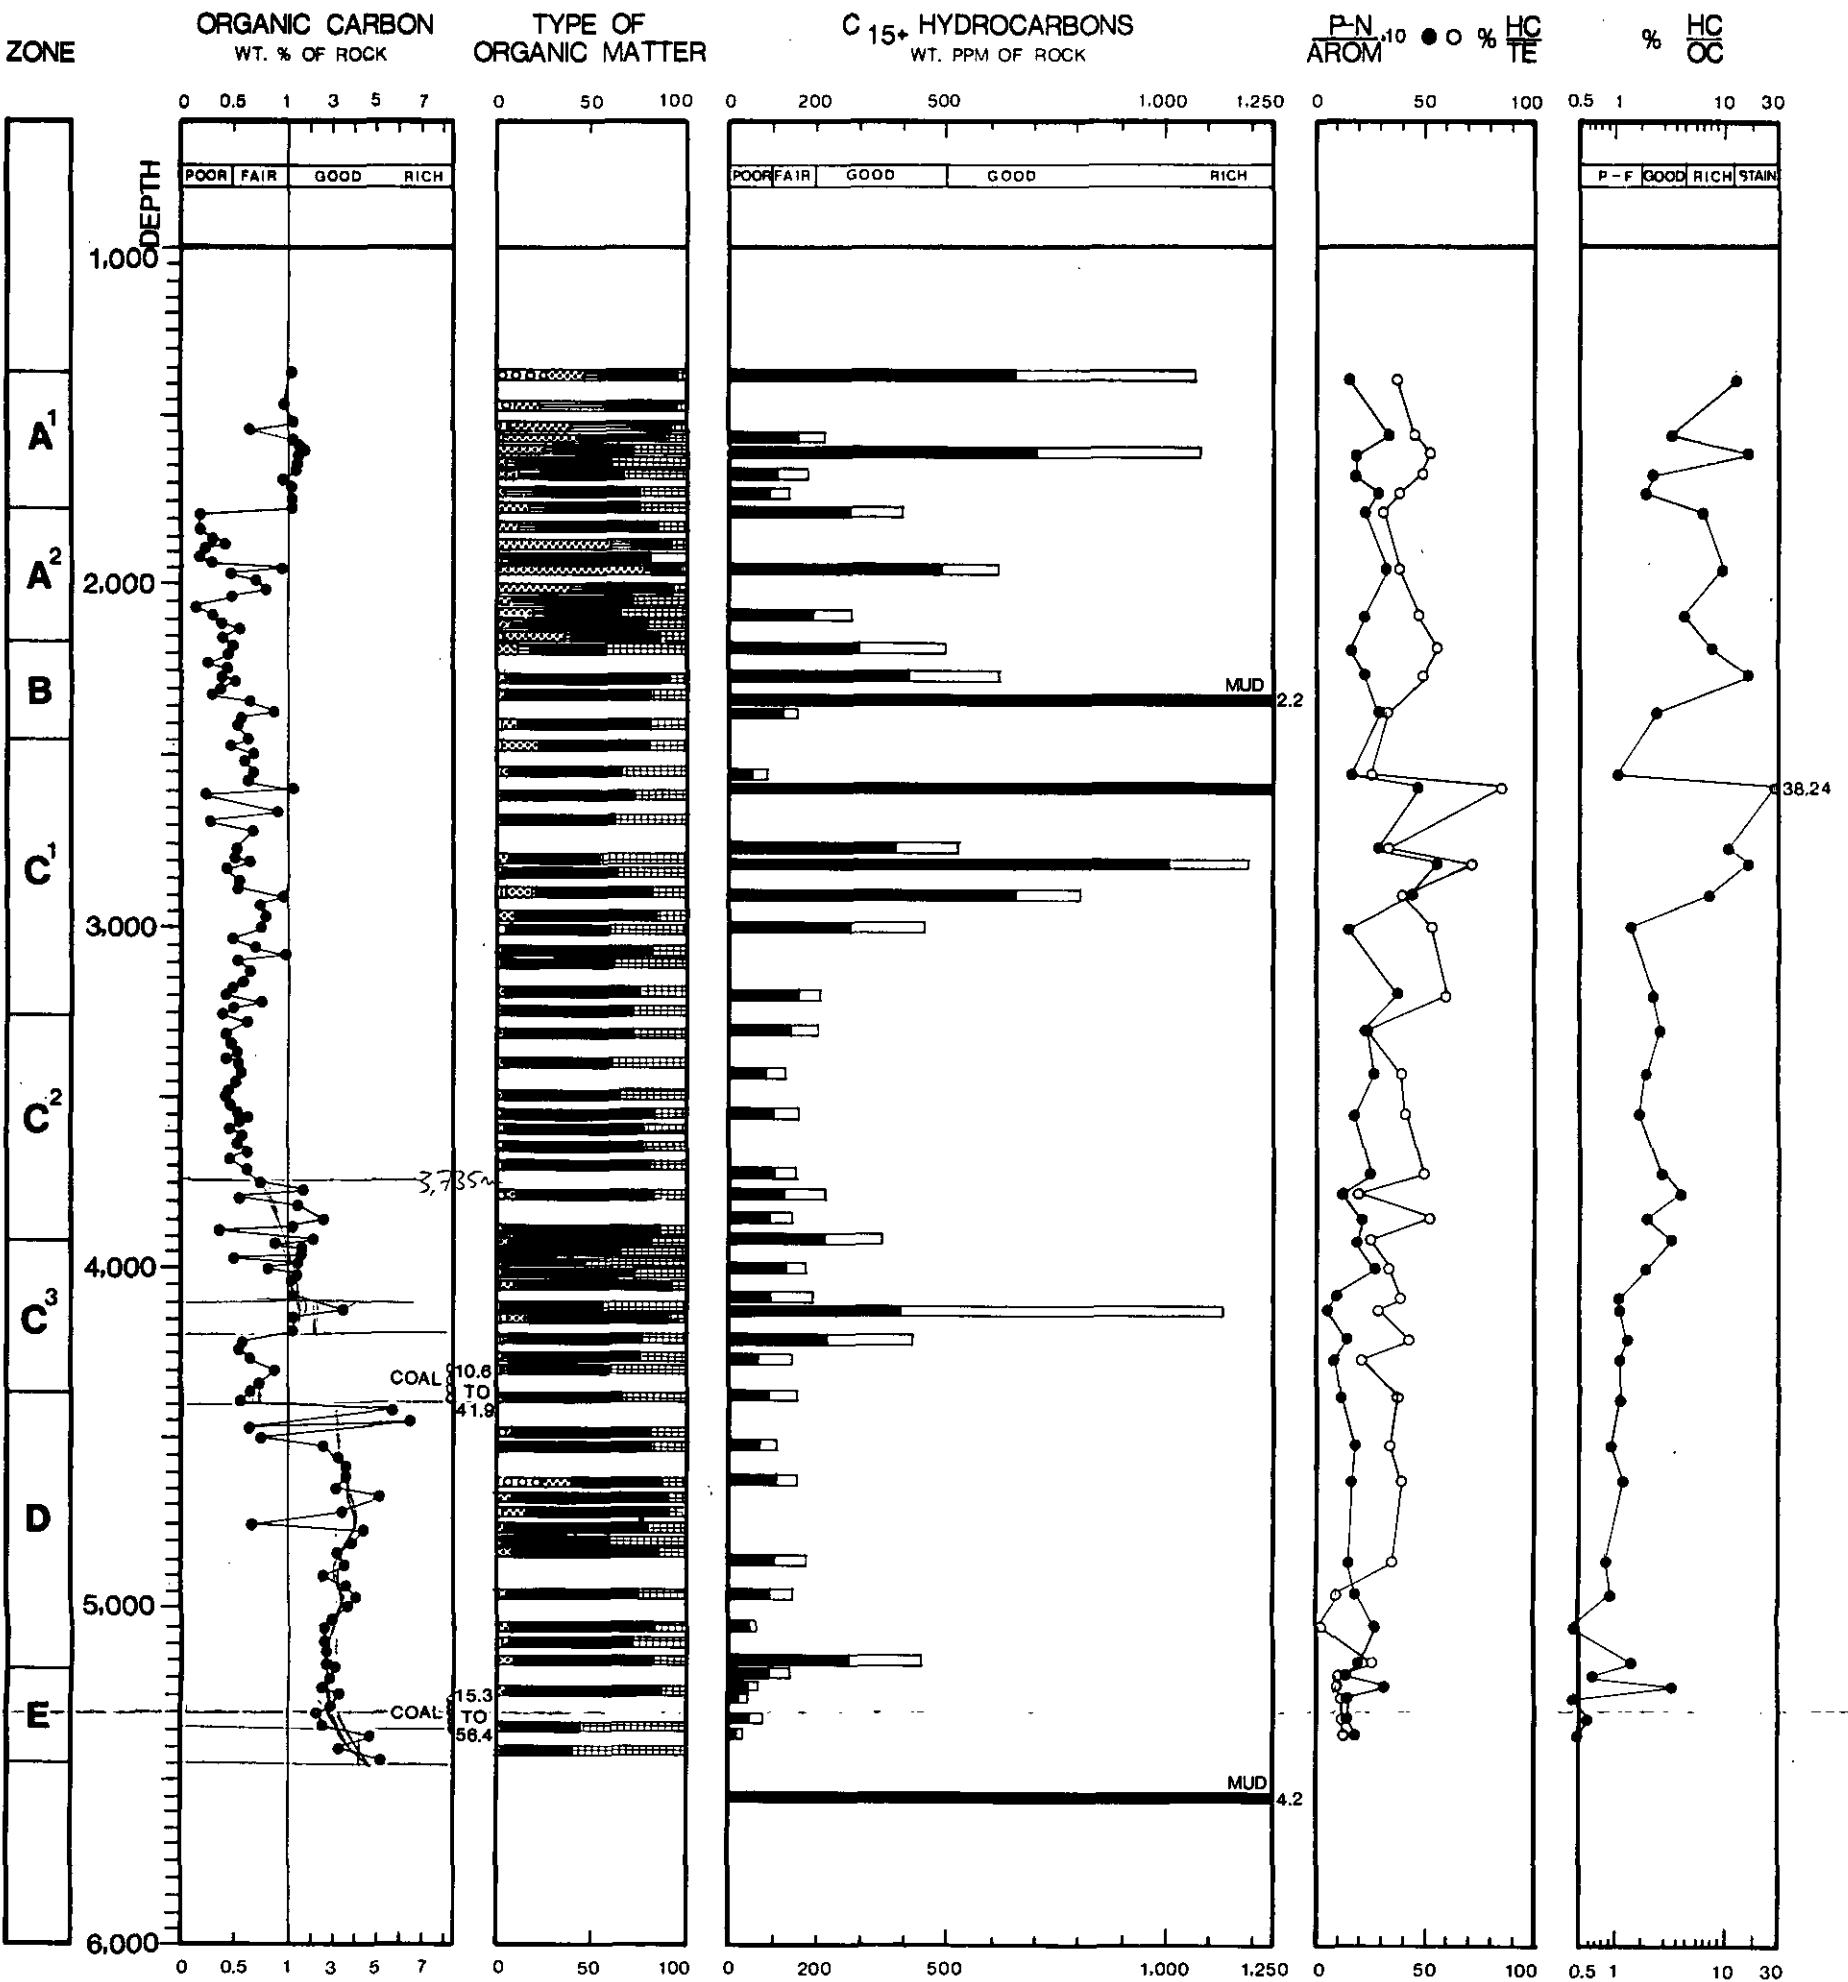 ZONE
ORGANIC CARBON
WT. % OF ROCK
TYPE OF
ORGANIC MATTER
C 15+ HYDROCARBONS
WT. PPM OF ROCK
P-N
AROM .10 ● ○ % HC
TE
% HC
OC
0 0.5 1 3 5 7
0 50 100
0 200 500 1.000 1.250
0 50 100
0.5 1 10 30
DEPTH
POOR FAIR GOOD RICH
POOR FAIR GOOD GOOD RICH
P-F GOOD RICH STAIN
1,000
A1
A2
2,000
B
MUD
2.2
38.24
C1
3,000
C2
3,735m
4,000
C3
COAL
10.6
TO
41.9
D
5,000
E
COAL
15.3
TO
56.4
MUD
4.2
6,000
0 0.5 1 3 5 7
0 50 100
0 200 500 1.000 1.250
0 50 100
0.5 1 10 30